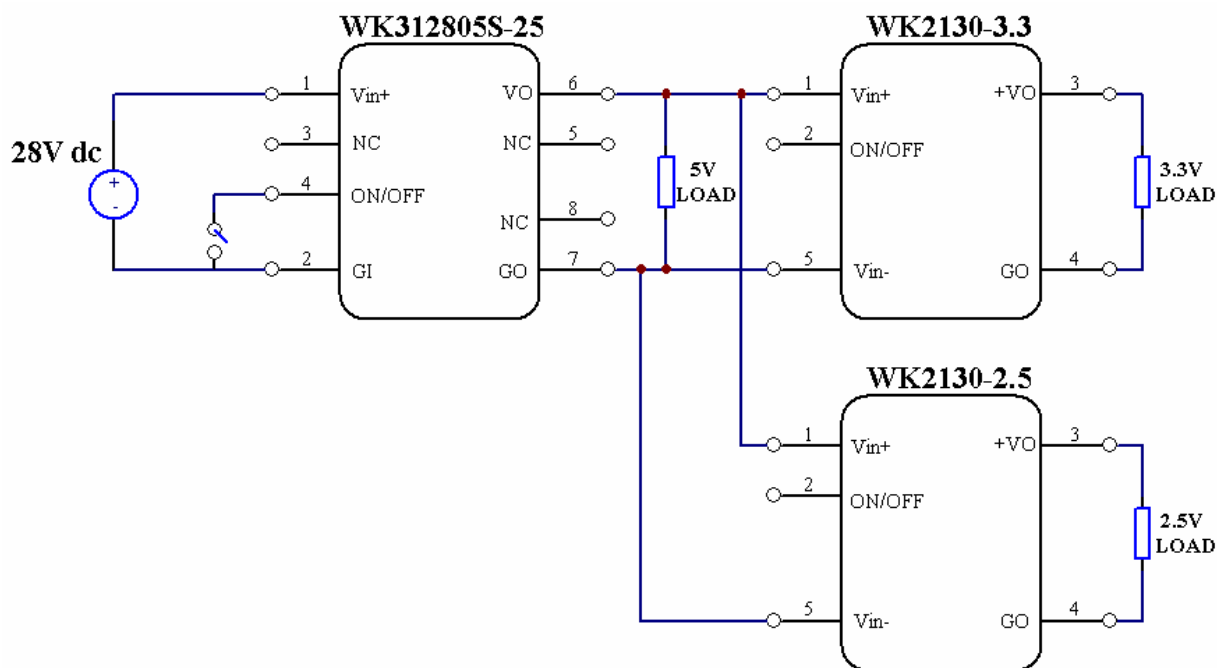 WK312805S-25
WK2130-3.3
1 Vin+ VO 6
1 Vin+ +VO 3
3 NC NC 5
2 ON/OFF
28V dc
+
-
4 ON/OFF
5V
LOAD
3.3V
LOAD
NC 8
2 GI GO 7
5 Vin- GO 4
WK2130-2.5
1 Vin+ +VO 3
2 ON/OFF
2.5V
LOAD
5 Vin- GO 4